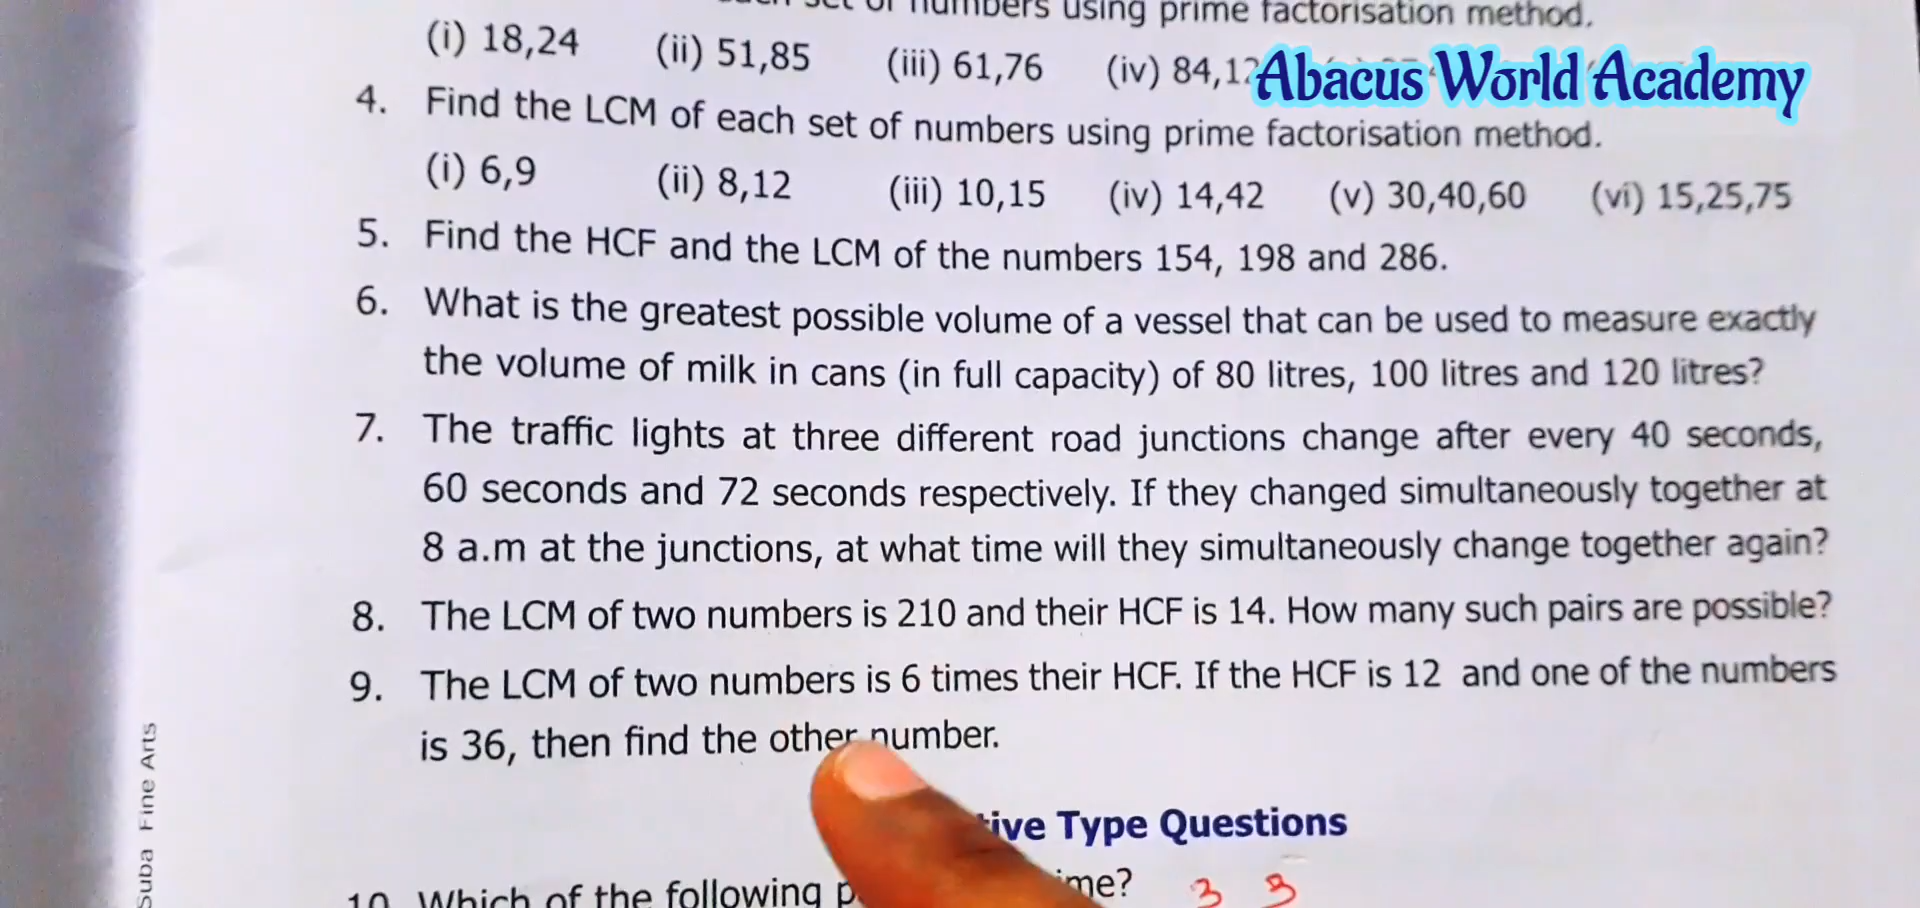 set of numbers using prime factorisation method.
(i) 18,24 (ii) 51,85 (iii) 61,76 (iv) 84,12
Abacus World Academy
4. Find the LCM of each set of numbers using prime factorisation method.
(i) 6,9 (ii) 8,12 (iii) 10,15 (iv) 14,42 (v) 30,40,60 (vi) 15,25,75
5. Find the HCF and the LCM of the numbers 154, 198 and 286.
6. What is the greatest possible volume of a vessel that can be used to measure exactly
the volume of milk in cans (in full capacity) of 80 litres, 100 litres and 120 litres?
7. The traffic lights at three different road junctions change after every 40 seconds,
60 seconds and 72 seconds respectively. If they changed simultaneously together at
8 a.m at the junctions, at what time will they simultaneously change together again?
8. The LCM of two numbers is 210 and their HCF is 14. How many such pairs are possible?
9. The LCM of two numbers is 6 times their HCF. If the HCF is 12 and one of the numbers
is 36, then find the other number.
tive Type Questions
10. Which of the following p ime? 3 3
Suba Fine Arts